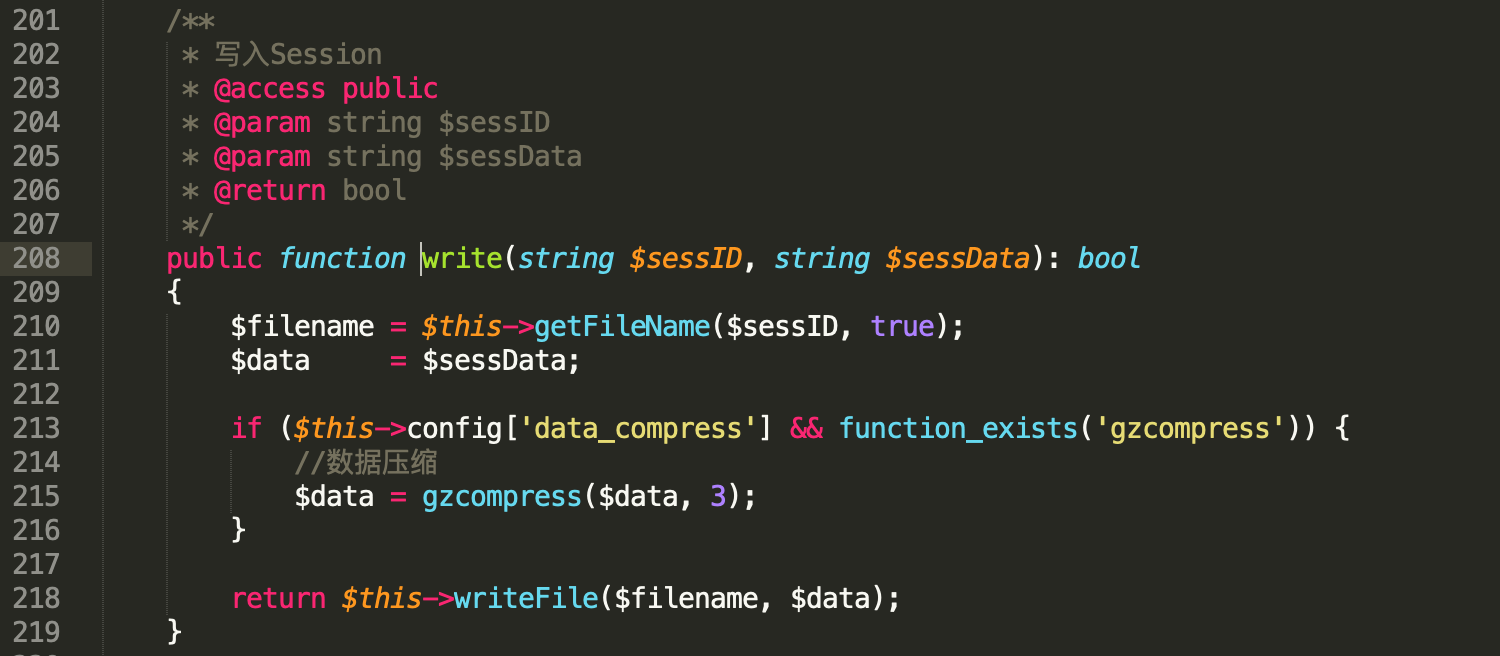 201 /**
202 * 写入Session
203 * @access public
204 * @param string $sessID
205 * @param string $sessData
206 * @return bool
207 */
208 public function write(string $sessID, string $sessData): bool
209 {
210 $filename = $this->getFileName($sessID, true);
211 $data = $sessData;
212
213 if ($this->config['data_compress'] && function_exists('gzcompress')) {
214 //数据压缩
215 $data = gzcompress($data, 3);
216 }
217
218 return $this->writeFile($filename, $data);
219 }